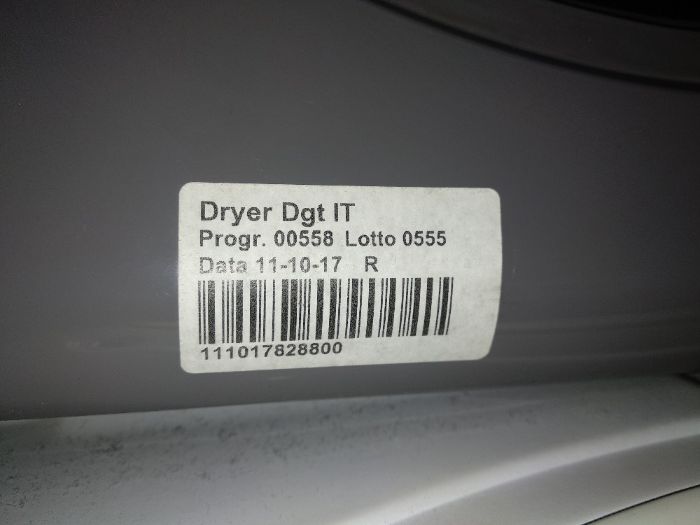 Dryer Dgt IT
Progr. 00558 Lotto 0555
Data 11-10-17 R
111017828800